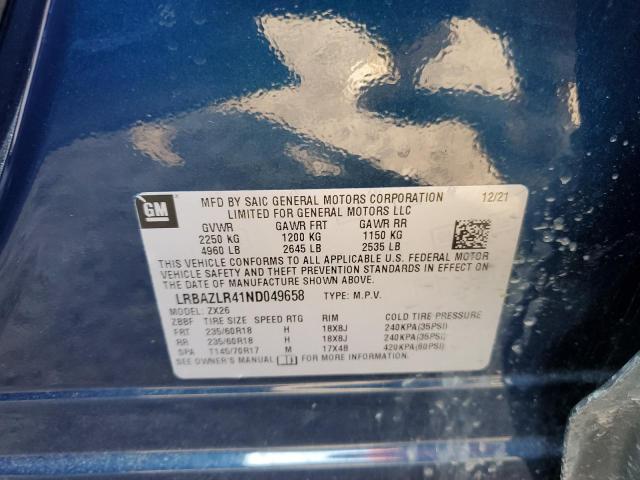 GM
MFD BY SAIC GENERAL MOTORS CORPORATION 12/21
LIMITED FOR GENERAL MOTORS LLC
GVWR GAWR FRT GAWR RR
2250 KG 1200 KG 1150 KG
4960 LB 2645 LB 2535 LB
THIS VEHICLE CONFORMS TO ALL APPLICABLE U.S. FEDERAL MOTOR
VEHICLE SAFETY AND THEFT PREVENTION STANDARDS IN EFFECT ON
THE DATE OF MANUFACTURE SHOWN ABOVE.
LRBAZLR41ND049658 TYPE: M.P.V.
MODEL: ZX26
ZBBF TIRE SIZE SPEED RTG RIM COLD TIRE PRESSURE
FRT 235/60R18 H 18X8J 240KPA(35PSI)
RR 235/60R18 H 18X8J 240KPA(35PSI)
SPA T145/70R17 M 17X4B 420KPA(60PSI)
SEE OWNER'S MANUAL FOR MORE INFORMATION.